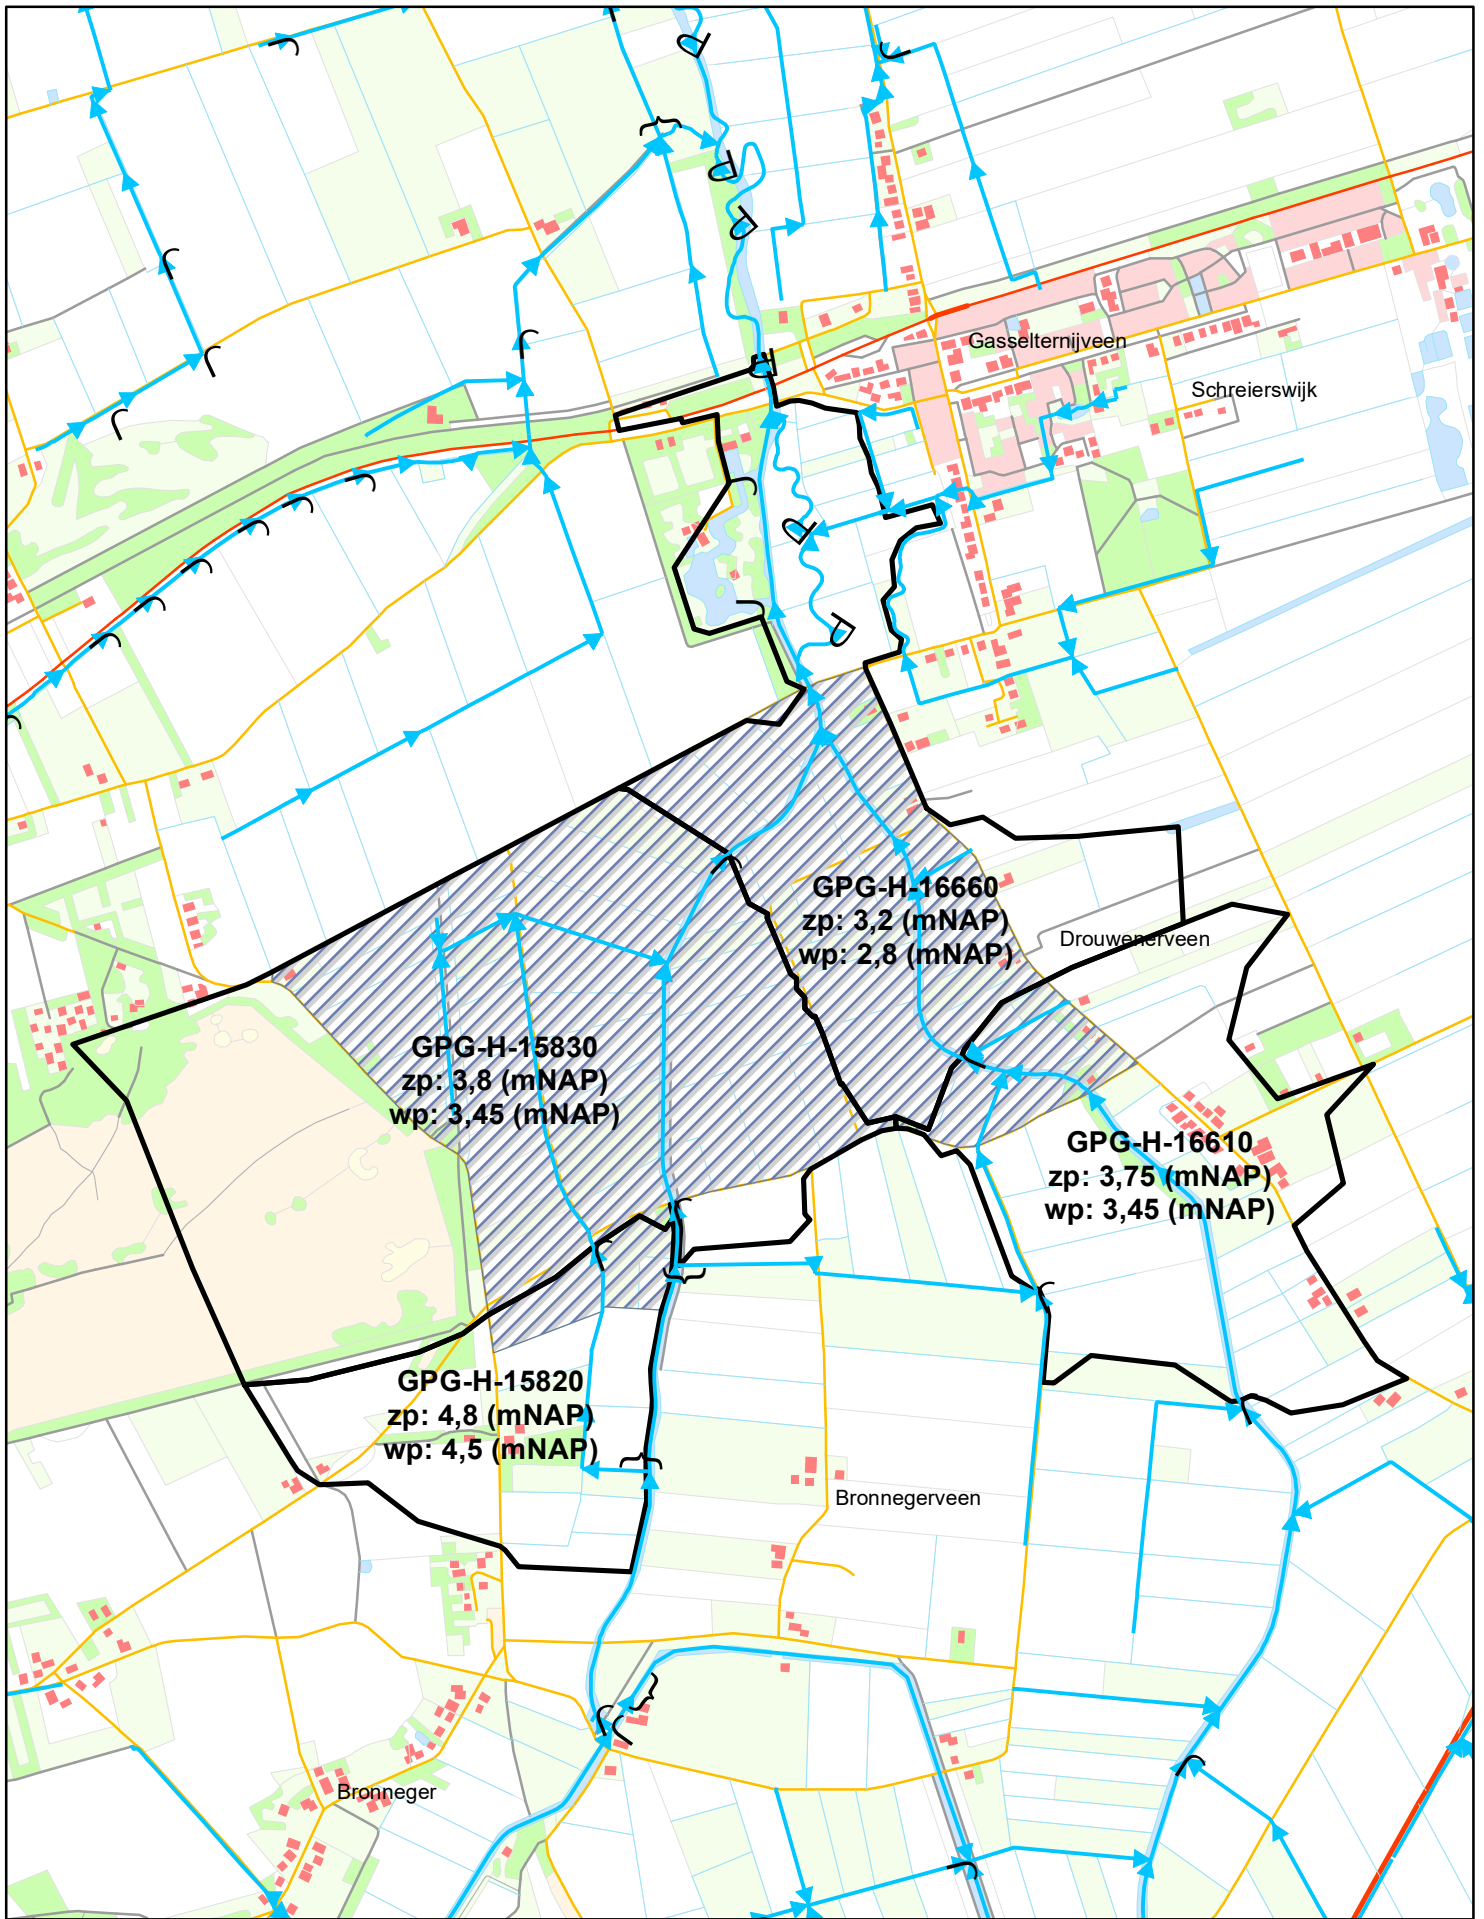 Gasselternijveen
Schreierswijk
GPG-H-16660
zp: 3,2 (mNAP)
wp: 2,8 (mNAP)
Drouwenerveen
GPG-H-15830
zp: 3,8 (mNAP)
wp: 3,45 (mNAP)
GPG-H-16610
zp: 3,75 (mNAP)
wp: 3,45 (mNAP)
GPG-H-15820
zp: 4,8 (mNAP)
wp: 4,5 (mNAP)
Bronnegerveen
Bronneger